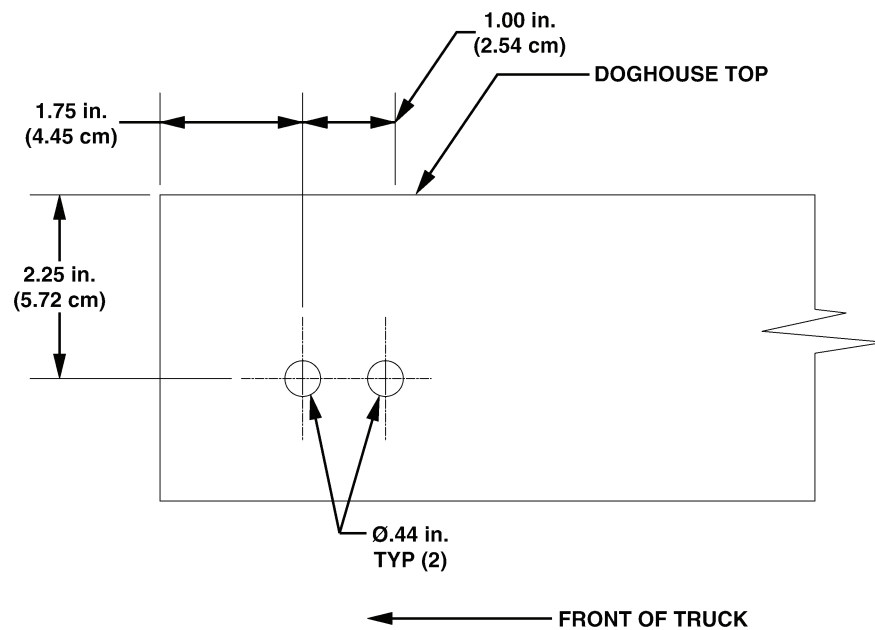 1.00 in.
(2.54 cm)
DOGHOUSE TOP
1.75 in.
(4.45 cm)
2.25 in.
(5.72 cm)
Ø.44 in.
TYP (2)
FRONT OF TRUCK